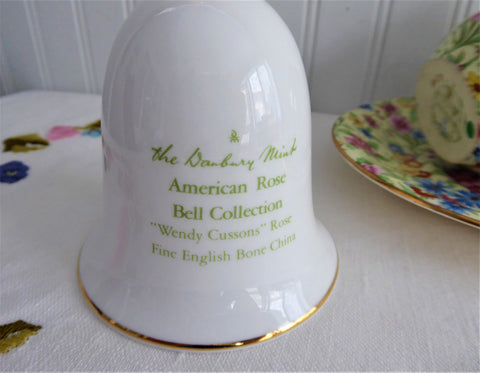 the Danbury Mint
American Rose
Bell Collection
"Wendy Cussons" Rose
Fine English Bone China